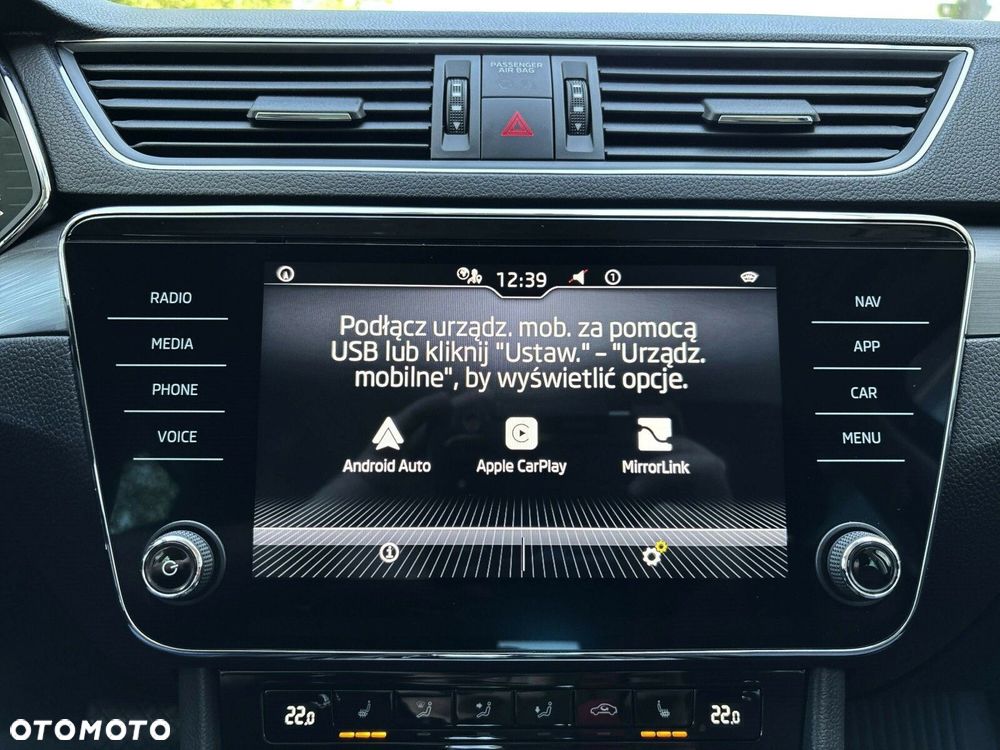 PASSENGER
AIR BAG
12:39
1
RADIO
MEDIA
PHONE
VOICE
Podłącz urządz. mob. za pomocą
USB lub kliknij "Ustaw." - "Urządz.
mobilne", by wyświetlić opcje.
Android Auto
Apple CarPlay
MirrorLink
NAV
APP
CAR
MENU
22.0
22.0
OTOMOTO